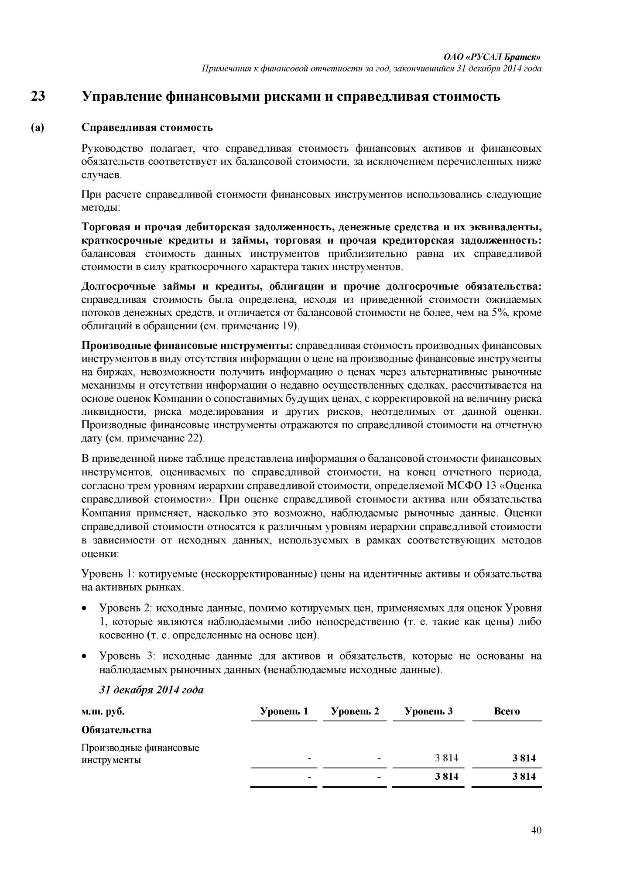 ОАО «РУСАЛ Братск»
Примечания к финансовой отчетности за год, закончившийся 31 декабря 2014 года
23 Управление финансовыми рисками и справедливая стоимость
(a) Справедливая стоимость
Руководство полагает, что справедливая стоимость финансовых активов и финансовых
обязательств соответствует их балансовой стоимости, за исключением перечисленных ниже
случаев.
При расчете справедливой стоимости финансовых инструментов использовались следующие
методы:
Торговая и прочая дебиторская задолженность, денежные средства и их эквиваленты,
краткосрочные кредиты и займы, торговая и прочая кредиторская задолженность:
балансовая стоимость данных инструментов приблизительно равна их справедливой
стоимости в силу краткосрочного характера таких инструментов.
Долгосрочные займы и кредиты, облигации и прочие долгосрочные обязательства:
справедливая стоимость была определена, исходя из приведенной стоимости ожидаемых
потоков денежных средств, и отличается от балансовой стоимости не более, чем на 5%, кроме
облигаций в обращении (см. примечание 19).
Производные финансовые инструменты: справедливая стоимость производных финансовых
инструментов в виду отсутствия информации о цене на производные финансовые инструменты
на биржах, невозможности получить информацию о ценах через альтернативные рыночные
механизмы и отсутствии информации о недавно осуществленных сделках, рассчитывается на
основе оценок Компании о сопоставимых будущих ценах, с корректировкой на величину риска
ликвидности, риска моделирования и других рисков, неотделимых от данной оценки.
Производные финансовые инструменты отражаются по справедливой стоимости на отчетную
дату (см. примечание 22).
В приведенной ниже таблице представлена информация о балансовой стоимости финансовых
инструментов, оцениваемых по справедливой стоимости, на конец отчетного периода,
согласно трем уровням иерархии справедливой стоимости, определяемой МСФО 13 «Оценка
справедливой стоимости». При оценке справедливой стоимости актива или обязательства
Компания применяет, насколько это возможно, наблюдаемые рыночные данные. Оценки
справедливой стоимости относятся к различным уровням иерархии справедливой стоимости
в зависимости от исходных данных, используемых в рамках соответствующих методов
оценки:
Уровень 1: котируемые (нескорректированные) цены на идентичные активы и обязательства
на активных рынках.
• Уровень 2: исходные данные, помимо котируемых цен, применяемых для оценок Уровня
1, которые являются наблюдаемыми либо непосредственно (т. е. такие как цены) либо
косвенно (т. е. определенные на основе цен).
• Уровень 3: исходные данные для активов и обязательств, которые не основаны на
наблюдаемых рыночных данных (ненаблюдаемые исходные данные).
31 декабря 2014 года
млн. руб. Уровень 1 Уровень 2 Уровень 3 Всего
Обязательства
Производные финансовые
инструменты - - 3 814 3 814
- - 3 814 3 814
40